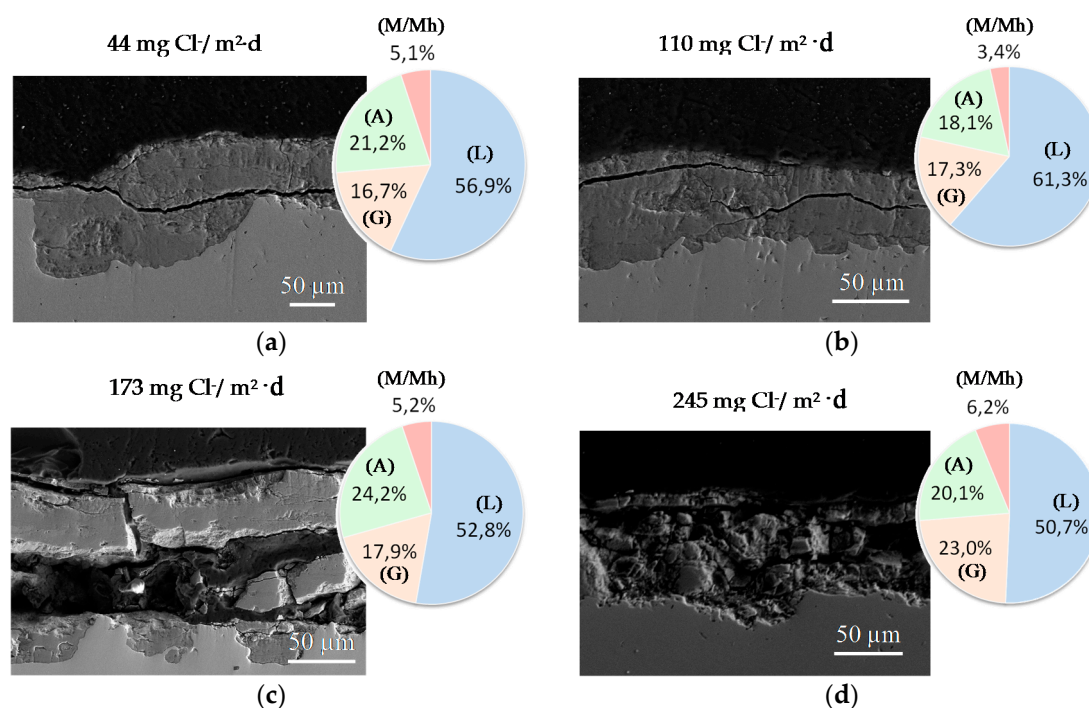 44 mg Cl-/ m²·d
(M/Mh)
5,1%
(A)
21,2%
(L)
56,9%
16,7%
(G)
50 µm
(a)
110 mg Cl-/ m² ·d
(M/Mh)
3,4%
(A)
18,1%
(L)
61,3%
17,3%
(G)
50 µm
(b)
173 mg Cl-/ m² ·d
(M/Mh)
5,2%
(A)
24,2%
(L)
52,8%
17,9%
(G)
50 µm
(c)
245 mg Cl-/ m² ·d
(M/Mh)
6,2%
(A)
20,1%
(L)
50,7%
23,0%
(G)
50 µm
(d)